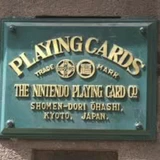 PLAYING CARDS
TRADE MARK
THE NINTENDO PLAYING CARD CO.
SHOMEN-DORI OHASHI,
KYOTO, JAPAN.